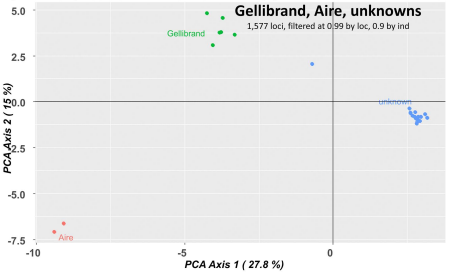 Gellibrand, Aire, unknowns
1,577 loci, filtered at 0.99 by loc, 0.9 by ind
5.0
Gellibrand
2.5
unknown
0.0
-2.5
-5.0
-7.5
Aire
-10
-5
0
PCA Axis 2 ( 15 %)
PCA Axis 1 ( 27.8 %)